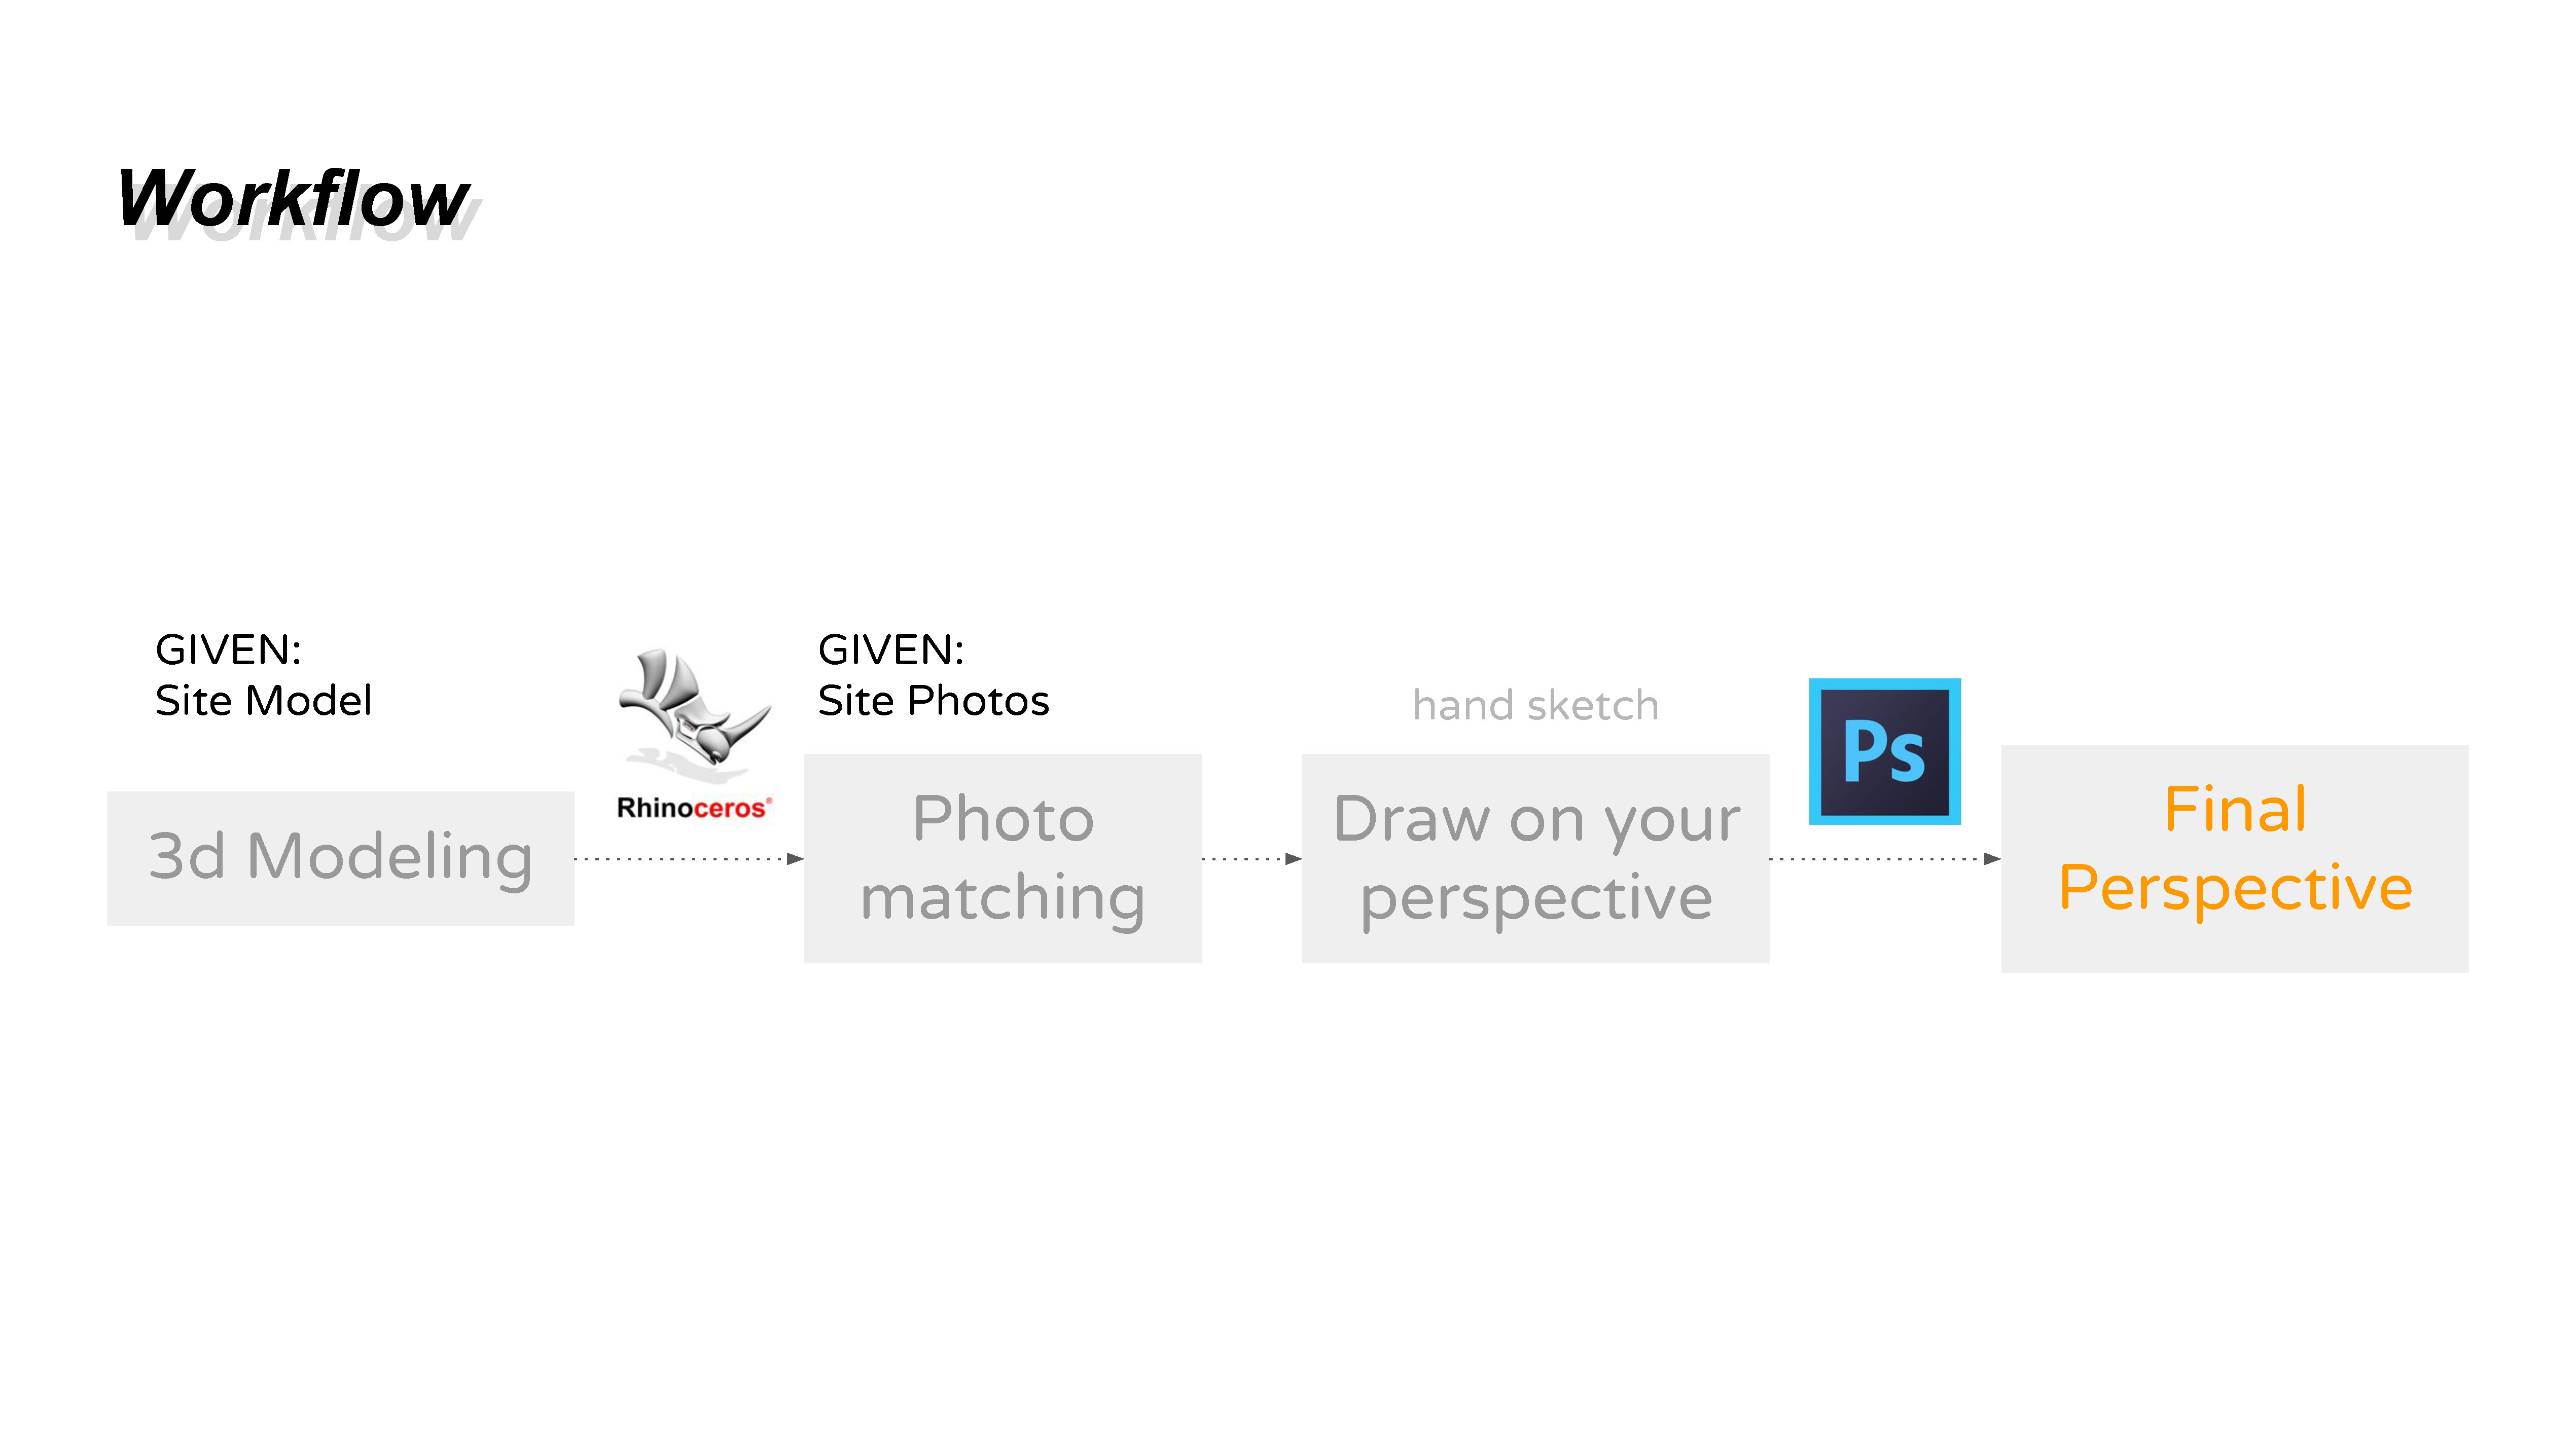 Workflow
GIVEN:
Site Model
Rhinoceros®
GIVEN:
Site Photos
hand sketch
Ps
3d Modeling
Photo
matching
Draw on your
perspective
Final
Perspective